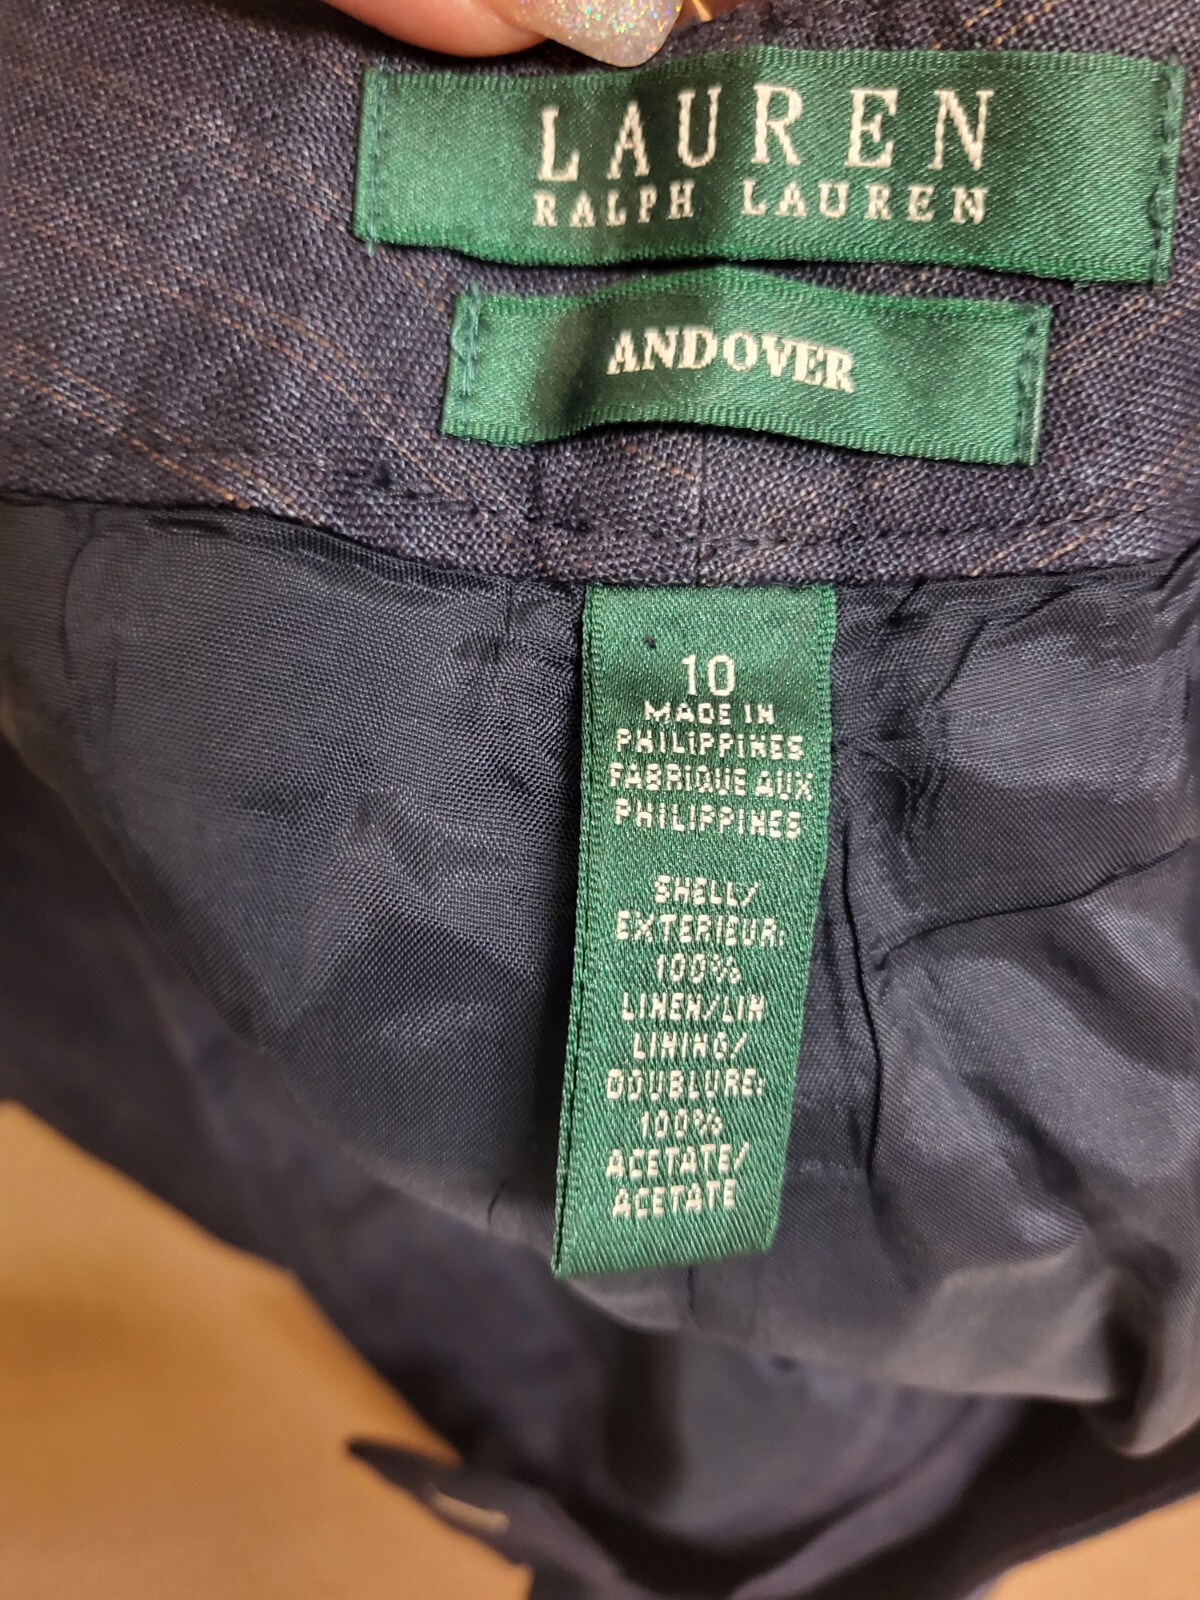 LAUREN
RALPH LAUREN
ANDOVER
10
MADE IN
PHILIPPINES
FABRIQUE AUX
PHILIPPINES
SHELL/
EXTERIEUR:
100%
LINEN/LIN
LINING/
DOUBLURE:
100%
ACETATE/
ACETATE